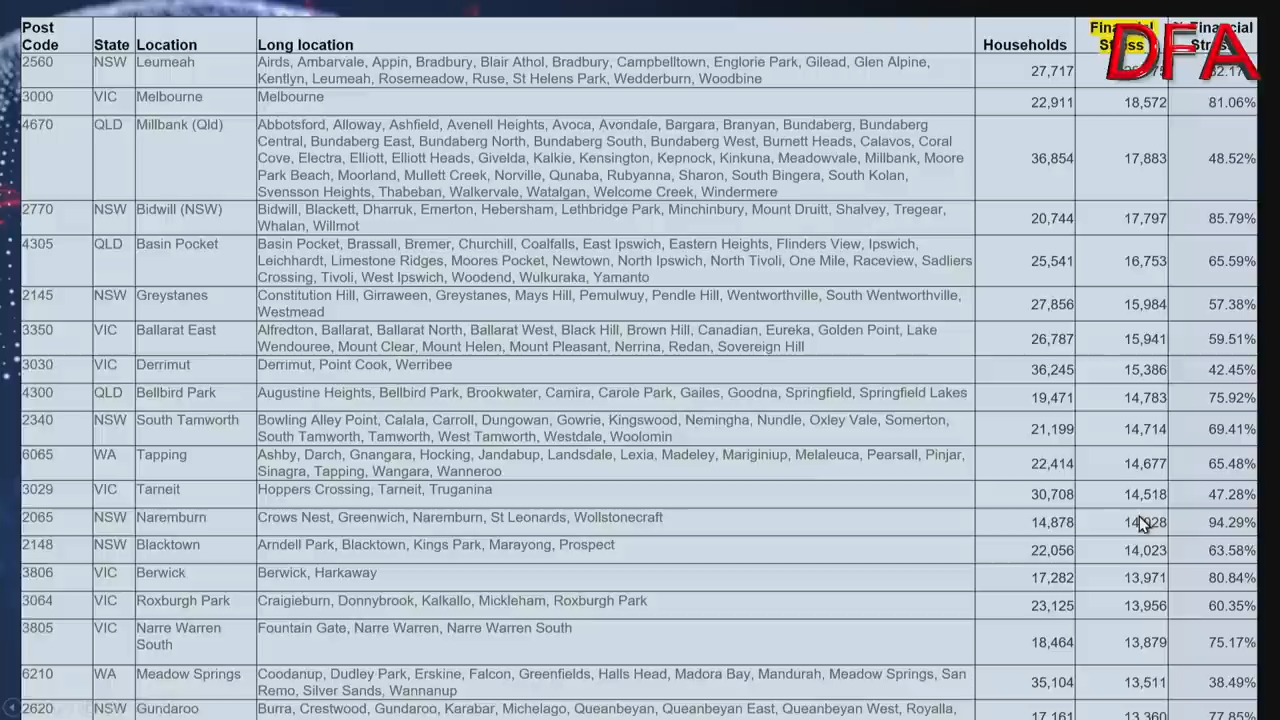 Post Code State Location Long location Households Financial Stress % Financial
DFA
2560 NSW Leumeah Airds, Ambarvale, Appin, Bradbury, Blair Athol, Bradbury, Campbelltown, Englorie Park, Gilead, Glen Alpine,
Kentlyn, Leumeah, Rosemeadow, Ruse, St Helens Park, Wedderburn, Woodbine 27,717
3000 VIC Melbourne Melbourne 22,911 18,572 81.06%
4670 QLD Millbank (Qld) Abbotsford, Alloway, Ashfield, Avenell Heights, Avoca, Avondale, Bargara, Branyan, Bundaberg, Bundaberg
Central, Bundaberg East, Bundaberg North, Bundaberg South, Bundaberg West, Burnett Heads, Calavos, Coral
Cove, Electra, Elliott, Elliott Heads, Givelda, Kalkie, Kensington, Kepnock, Kinkuna, Meadowvale, Millbank, Moore
Park Beach, Moorland, Mullett Creek, Norville, Qunaba, Rubyanna, Sharon, South Bingera, South Kolan,
Svensson Heights, Thabeban, Walkervale, Watalgan, Welcome Creek, Windermere 36,854 17,883 48.52%
2770 NSW Bidwill (NSW) Bidwill, Blackett, Dharruk, Emerton, Hebersham, Lethbridge Park, Minchinbury, Mount Druitt, Shalvey, Tregear,
Whalan, Willmot 20,744 17,797 85.79%
4305 QLD Basin Pocket Basin Pocket, Brassall, Bremer, Churchill, Coalfalls, East Ipswich, Eastern Heights, Flinders View, Ipswich,
Leichhardt, Limestone Ridges, Moores Pocket, Newtown, North Ipswich, North Tivoli, One Mile, Raceview, Sadliers
Crossing, Tivoli, West Ipswich, Woodend, Wulkuraka, Yamanto 25,541 16,753 65.59%
2145 NSW Greystanes Constitution Hill, Girraween, Greystanes, Mays Hill, Pemulwuy, Pendle Hill, Wentworthville, South Wentworthville,
Westmead 27,856 15,984 57.38%
3350 VIC Ballarat East Alfredton, Ballarat, Ballarat North, Ballarat West, Black Hill, Brown Hill, Canadian, Eureka, Golden Point, Lake
Wendouree, Mount Clear, Mount Helen, Mount Pleasant, Nerrina, Redan, Sovereign Hill 26,787 15,941 59.51%
3030 VIC Derrimut Derrimut, Point Cook, Werribee 36,245 15,386 42.45%
4300 QLD Bellbird Park Augustine Heights, Bellbird Park, Brookwater, Camira, Carole Park, Gailes, Goodna, Springfield, Springfield Lakes 19,471 14,783 75.92%
2340 NSW South Tamworth Bowling Alley Point, Calala, Carroll, Dungowan, Gowrie, Kingswood, Nemingha, Nundle, Oxley Vale, Somerton,
South Tamworth, Tamworth, West Tamworth, Westdale, Woolomin 21,199 14,714 69.41%
6065 WA Tapping Ashby, Darch, Gnangara, Hocking, Jandabup, Landsdale, Lexia, Madeley, Mariginiup, Melaleuca, Pearsall, Pinjar,
Sinagra, Tapping, Wangara, Wanneroo 22,414 14,677 65.48%
3029 VIC Tarneit Hoppers Crossing, Tarneit, Truganina 30,708 14,518 47.28%
2065 NSW Naremburn Crows Nest, Greenwich, Naremburn, St Leonards, Wollstonecraft 14,878 94.29%
2148 NSW Blacktown Arndell Park, Blacktown, Kings Park, Marayong, Prospect 22,056 14,023 63.58%
3806 VIC Berwick Berwick, Harkaway 17,282 13,971 80.84%
3064 VIC Roxburgh Park Craigieburn, Donnybrook, Kalkallo, Mickleham, Roxburgh Park 23,125 13,956 60.35%
3805 VIC Narre Warren South Fountain Gate, Narre Warren, Narre Warren South 18,464 13,879 75.17%
6210 WA Meadow Springs Coodanup, Dudley Park, Erskine, Falcon, Greenfields, Halls Head, Madora Bay, Mandurah, Meadow Springs, San
Remo, Silver Sands, Wannanup 35,104 13,511 38.49%
2620 NSW Gundaroo Burra, Crestwood, Gundaroo, Karabar, Michelago, Queanbeyan, Queanbeyan East, Queanbeyan West, Royalla, 17,161 13,360 77.85%